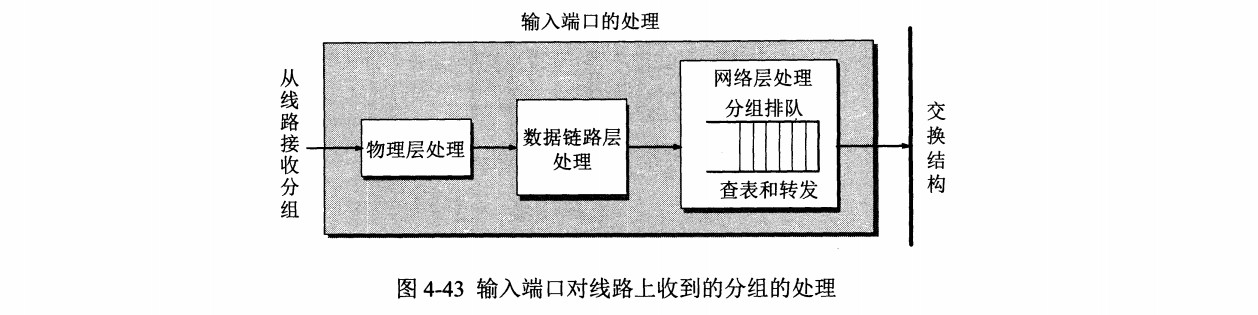 输入端口的处理
从线路接收分组
物理层处理
数据链路层
处理
网络层处理
分组排队
查表和转发
交换结构
图 4-43 输入端口对线路上收到的分组的处理